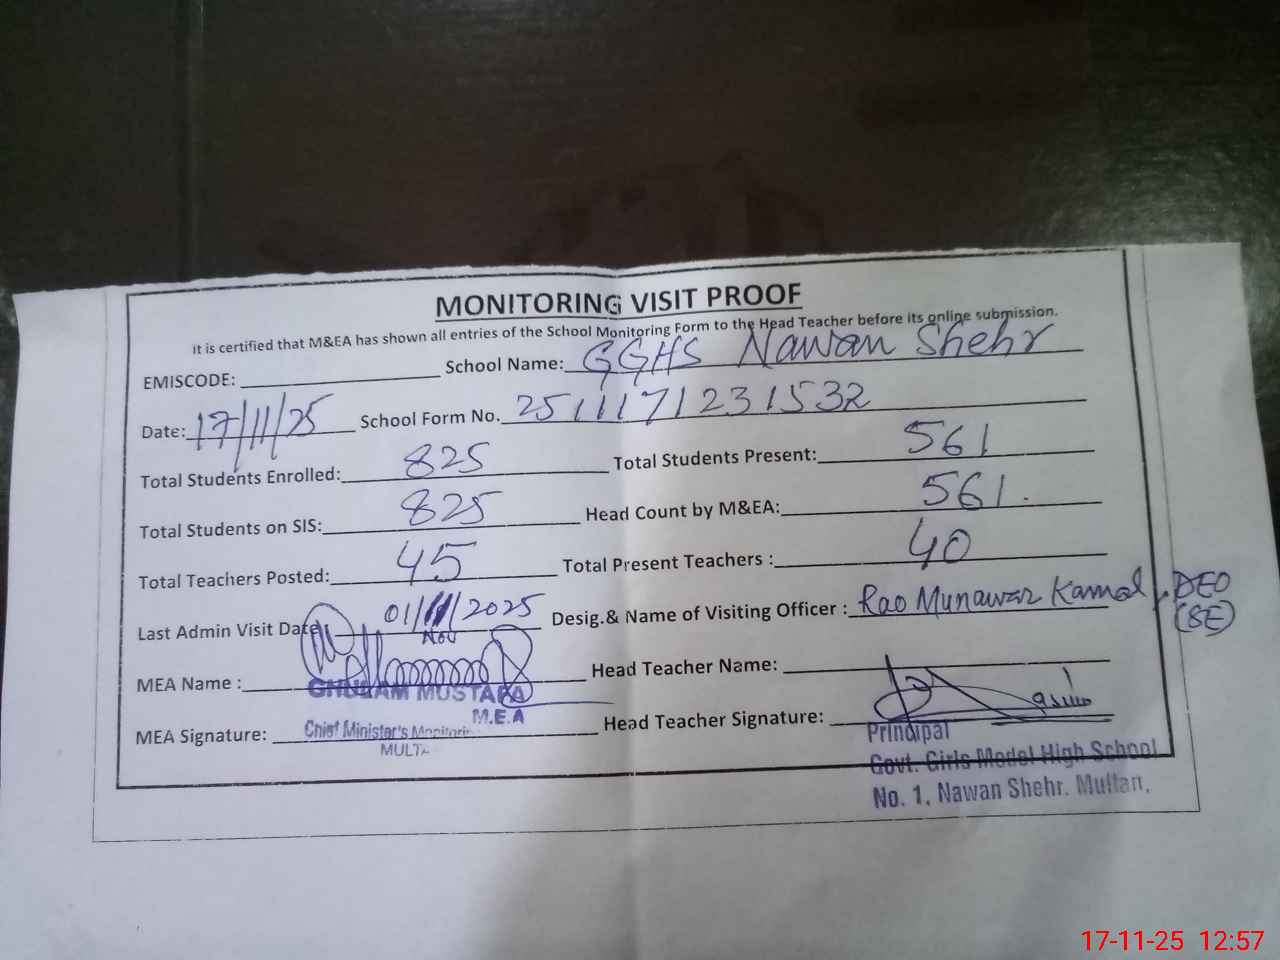 MONITORING VISIT PROOF
It is certified that M&EA has shown all entries of the School Monitoring Form to the Head Teacher before its online submission.
EMISCODE: School Name: GGHS Nawan Shehr
Date: 17/11/25 School Form No. 251117123 1532
Total Students Enrolled: 825 Total Students Present: 561
Total Students on SIS: 825 Head Count by M&EA: 561.
Total Teachers Posted: 45 Total Present Teachers : 40
Last Admin Visit Date: 01/11/2025 Desig.& Name of Visiting Officer : Rao Munawar Kamal, DEO
Nov (SE)
MEA Name : Head Teacher Name:
GHULAM MUSTAFA
M.E.A
MEA Signature: Head Teacher Signature:
Chief Minister's Monitorin
MULTA
Principal
Govt. Girls Model High School
No. 1, Nawan Shehr, Multan.
17-11-25 12:57